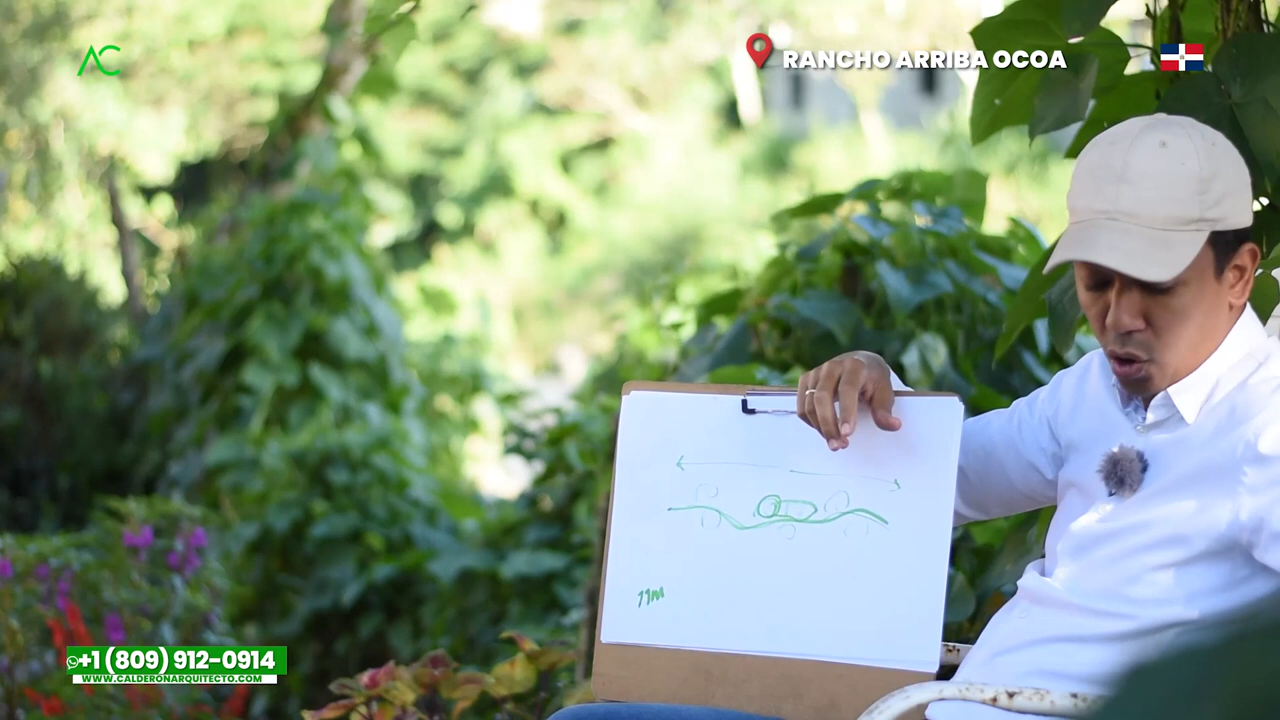 AC
RANCHO ARRIBA OCOA
11M
+1 (809) 912-0914
WWW.CALDERONARQUITECTO.COM